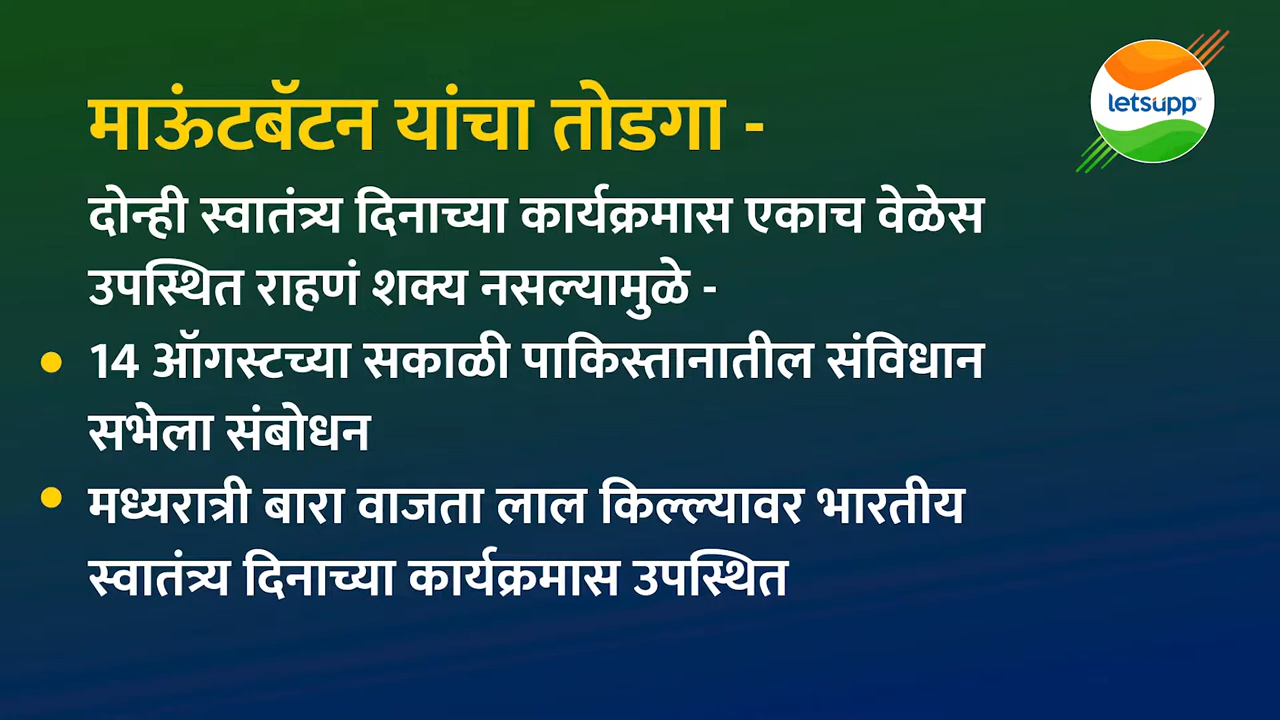 letsupp
माऊंटबॅटन यांचा तोडगा -
दोन्ही स्वातंत्र्य दिनाच्या कार्यक्रमास एकाच वेळेस
उपस्थित राहणं शक्य नसल्यामुळे -
• 14 ऑगस्टच्या सकाळी पाकिस्तानातील संविधान
सभेला संबोधन
• मध्यरात्री बारा वाजता लाल किल्ल्यावर भारतीय
स्वातंत्र्य दिनाच्या कार्यक्रमास उपस्थित